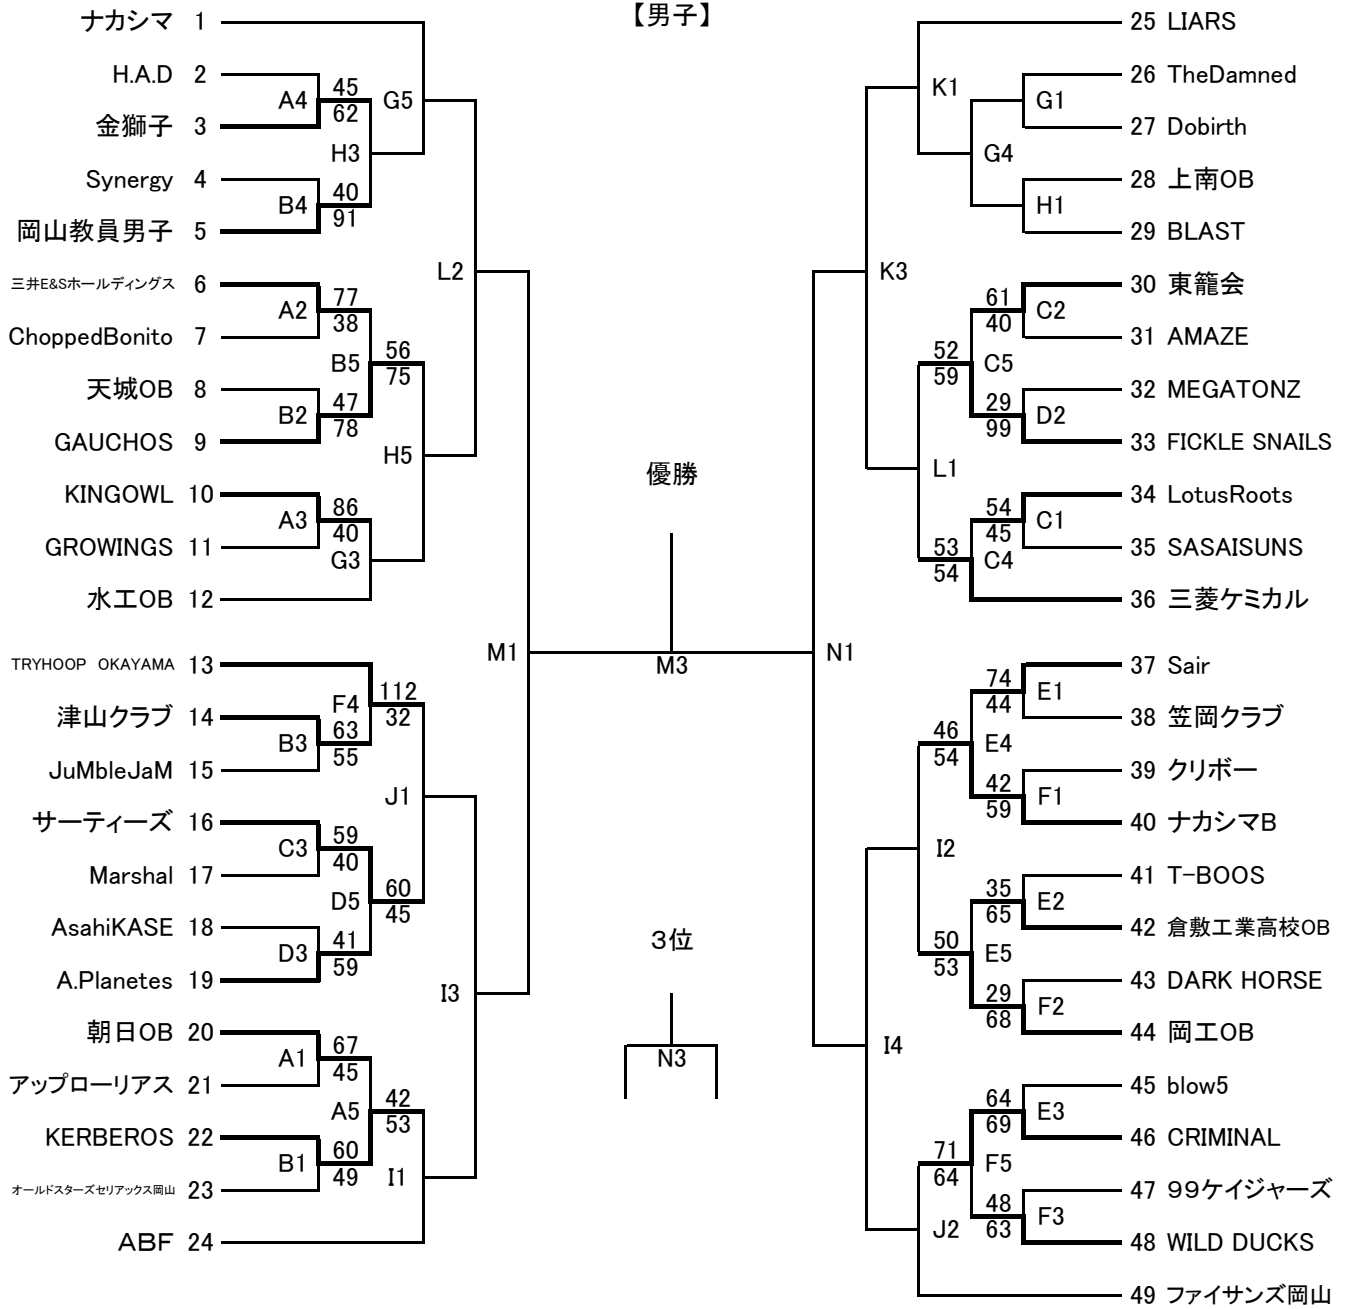 【男子】
ナカシマ 1
H.A.D 2
A4 45
62
金獅子 3
G5
H3
Synergy 4
B4 40
91
岡山教員男子 5
L2
三井E&Sホールディングス 6
A2 77
38
ChoppedBonito 7
B5 56
75
天城OB 8
B2 47
78
GAUCHOS 9
H5
KINGOWL 10
A3 86
40
GROWINGS 11
G3
水工OB 12
M1
TRYHOOP OKAYAMA 13
F4 112
32
津山クラブ 14
B3 63
55
JuMbleJaM 15
J1
サーティーズ 16
C3 59
40
Marshal 17
D5 60
45
AsahiKASE 18
D3 41
59
A.Planetes 19
I3
朝日OB 20
A1 67
45
アップローリアス 21
A5 42
53
KERBEROS 22
B1 60
49
オールドスターズセリアックス岡山 23
I1
ABF 24
優勝
M3
3位
N3
25 LIARS
K1
26 TheDamned
G1
27 Dobirth
G4
28 上南OB
H1
29 BLAST
K3
30 東籠会
61
40 C2
31 AMAZE
52
59 C5
32 MEGATONZ
29
99 D2
33 FICKLE SNAILS
L1
34 LotusRoots
54
45 C1
35 SASAISUNS
53
54 C4
36 三菱ケミカル
N1
37 Sair
74
44 E1
38 笠岡クラブ
46
54 E4
39 クリボー
42
59 F1
40 ナカシマB
I2
41 T-BOOS
35
65 E2
42 倉敷工業高校OB
50
53 E5
43 DARK HORSE
29
68 F2
44 岡工OB
I4
45 blow5
64
69 E3
46 CRIMINAL
71
64 F5
47 99ケイジャーズ
48
63 F3
48 WILD DUCKS
J2
49 ファイサンズ岡山